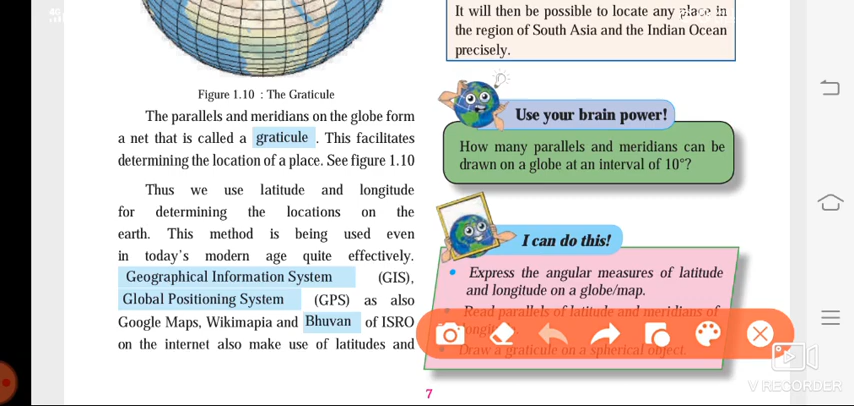 4G
It will then be possible to locate any place in
the region of South Asia and the Indian Ocean
precisely.
Figure 1.10 : The Graticule
The parallels and meridians on the globe form
a net that is called a graticule. This facilitates
determining the location of a place. See figure 1.10
Thus we use latitude and longitude
for determining the locations on the
earth. This method is being used even
in today's modern age quite effectively.
Geographical Information System (GIS),
Global Positioning System (GPS) as also
Google Maps, Wikimapia and Bhuvan of ISRO
on the internet also make use of latitudes and
Use your brain power!
How many parallels and meridians can be
drawn on a globe at an interval of 10°?
I can do this!
• Express the angular measures of latitude
and longitude on a globe/map.
• Read parallels of latitude and meridians of
longitude.
• Draw a graticule on a spherical object.
7
V RECORDER